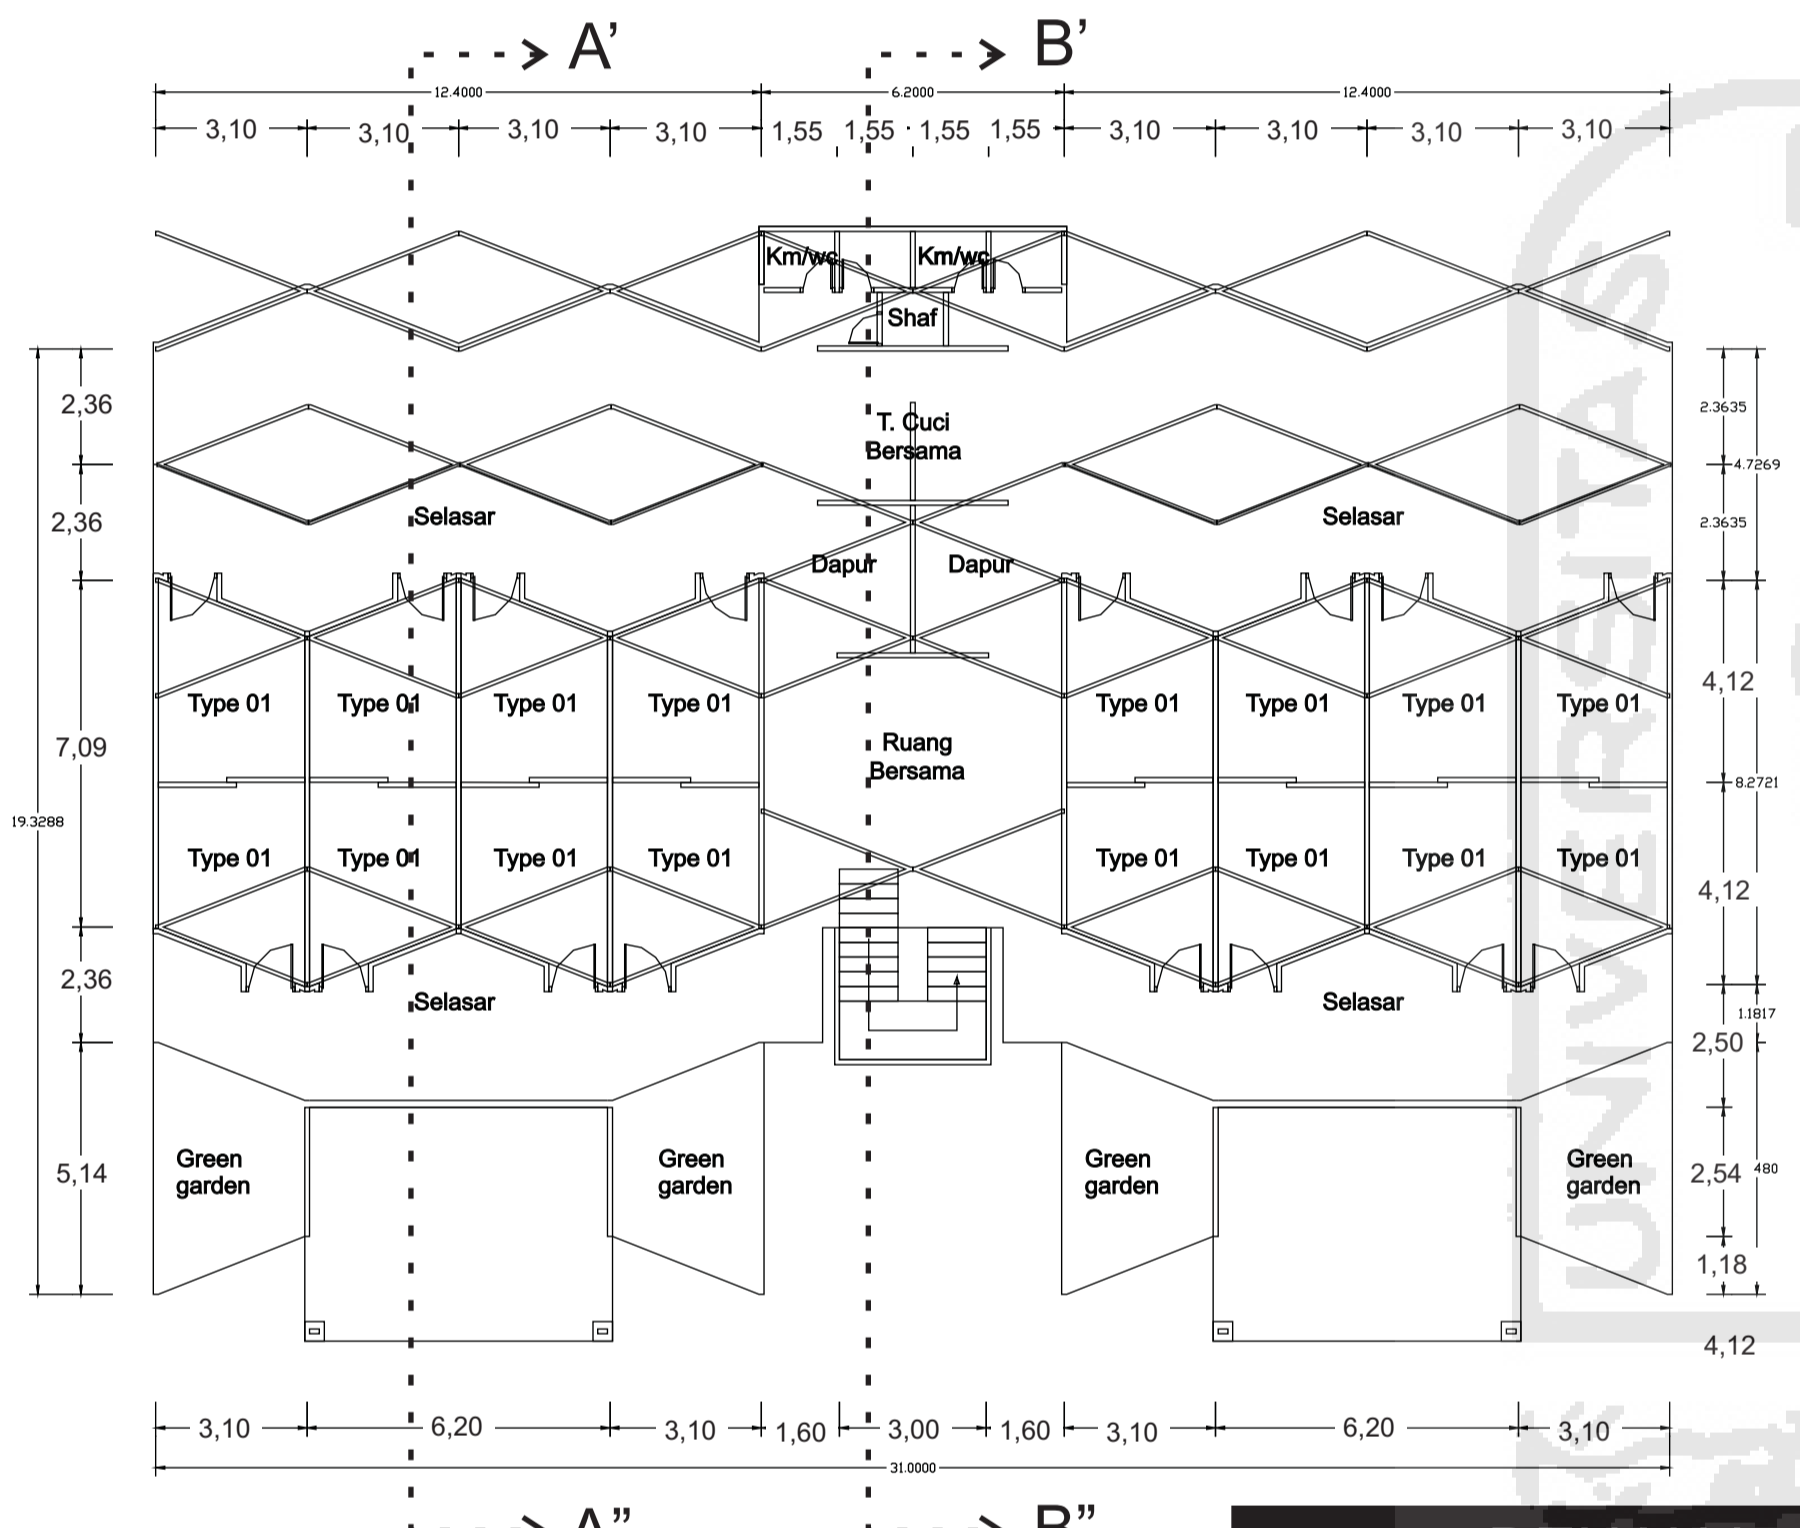 A’ B’
12.4000 6.2000 12.4000
3,10 3,10 3,10 3,10 1,55 1,55 1,55 1,55 3,10 3,10 3,10 3,10
Km/wc Km/wc
Shaf
2,36 2.3635
T. Cuci
Bersama
4.7269
2,36 Selasar Selasar 2.3635
Dapur Dapur
4,12
Type 01 Type 01 Type 01 Type 01 Type 01 Type 01 Type 01 Type 01
7,09 Ruang
Bersama
8.2721
19.3288
Type 01 Type 01 Type 01 Type 01 Type 01 Type 01 Type 01 Type 01
4,12
2,36
Selasar Selasar
1.1817
2,50
Green Green Green Green
garden garden garden garden
5,14 2,54 480
1,18
4,12
3,10 6,20 3,10 1,60 3,00 1,60 3,10 6,20 3,10
31.0000
A” B”
UNIVERSITAS